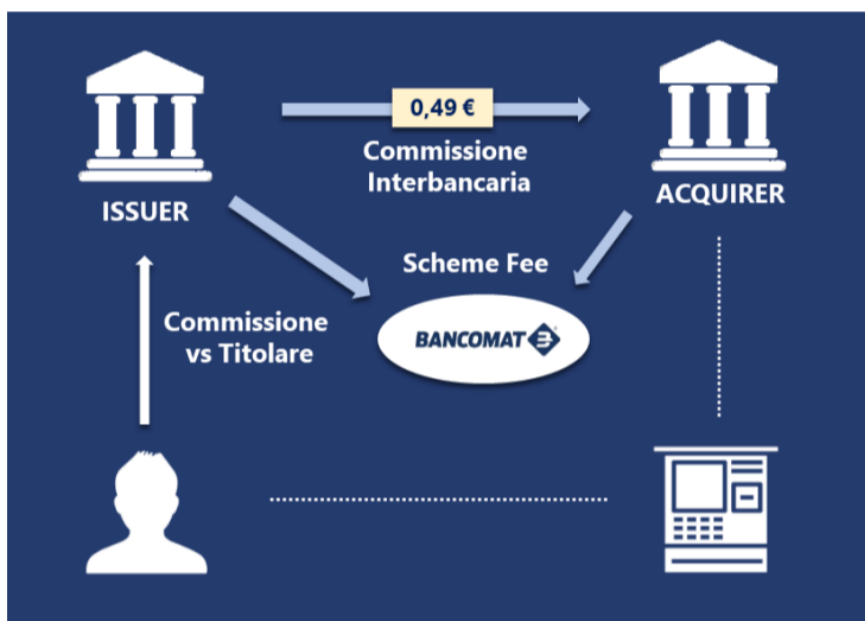 0,49 €
Commissione
Interbancaria
ISSUER
ACQUIRER
Scheme Fee
Commissione
vs Titolare
BANCOMAT